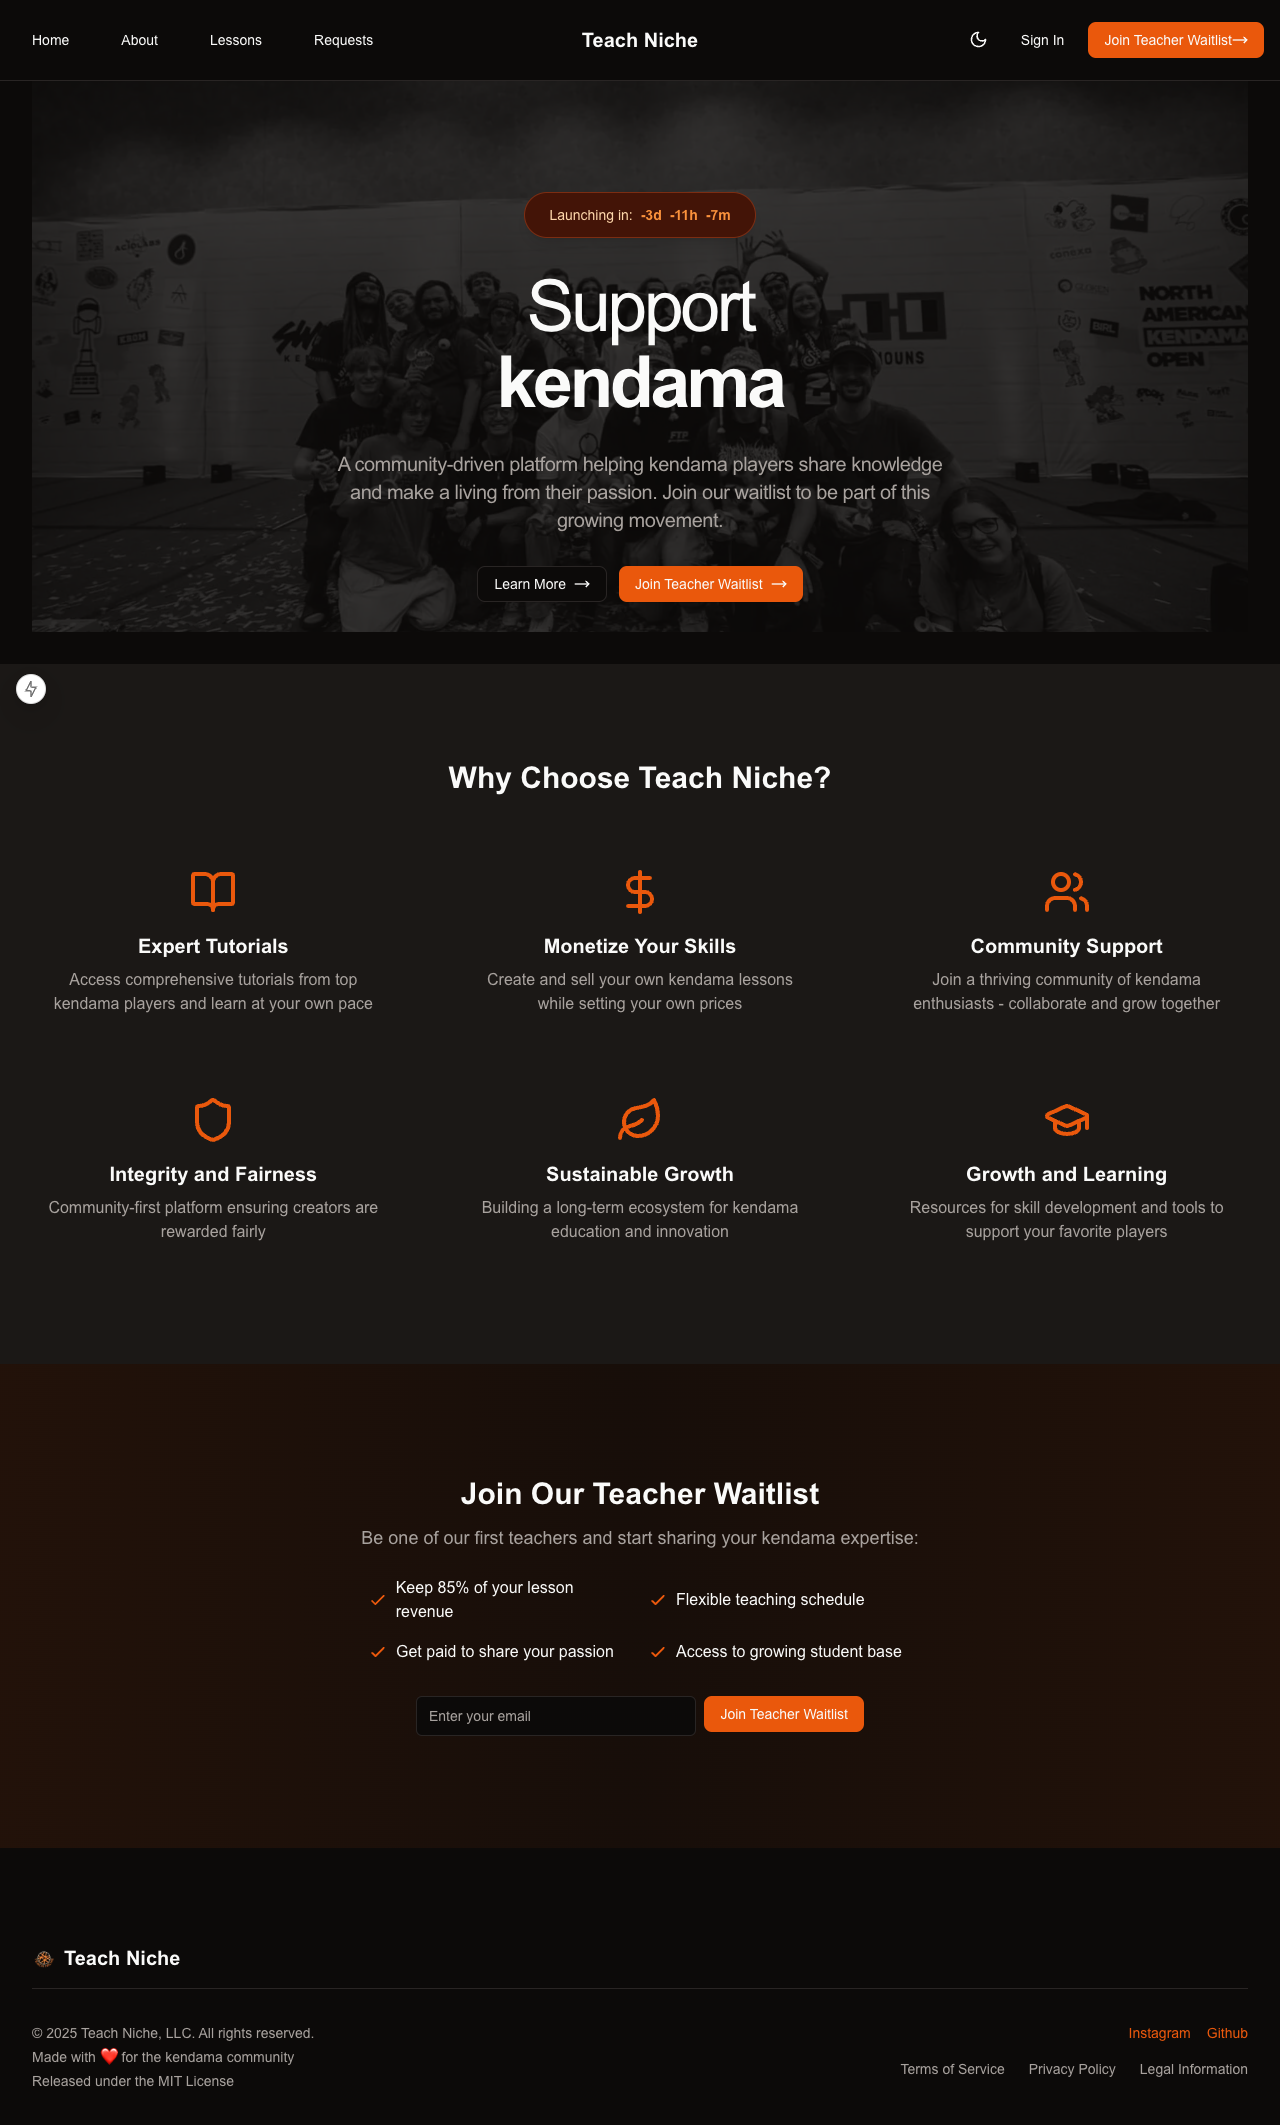 Home About Lessons Requests Teach Niche Sign In Join Teacher Waitlist
Launching in: -3d -11h -7m
Support
kendama
NORTH
AMERICAN
KENDAMA
OPEN
A community-driven platform helping kendama players share knowledge
and make a living from their passion. Join our waitlist to be part of this
growing movement.
Learn More Join Teacher Waitlist
Why Choose Teach Niche?
Expert Tutorials
Access comprehensive tutorials from top
kendama players and learn at your own pace
Monetize Your Skills
Create and sell your own kendama lessons
while setting your own prices
Community Support
Join a thriving community of kendama
enthusiasts - collaborate and grow together
Integrity and Fairness
Community-first platform ensuring creators are
rewarded fairly
Sustainable Growth
Building a long-term ecosystem for kendama
education and innovation
Growth and Learning
Resources for skill development and tools to
support your favorite players
Join Our Teacher Waitlist
Be one of our first teachers and start sharing your kendama expertise:
Keep 85% of your lesson
revenue
Flexible teaching schedule
Get paid to share your passion
Access to growing student base
Enter your email Join Teacher Waitlist
Teach Niche
© 2025 Teach Niche, LLC. All rights reserved.
Made with ❤️ for the kendama community
Released under the MIT License
Instagram Github
Terms of Service Privacy Policy Legal Information